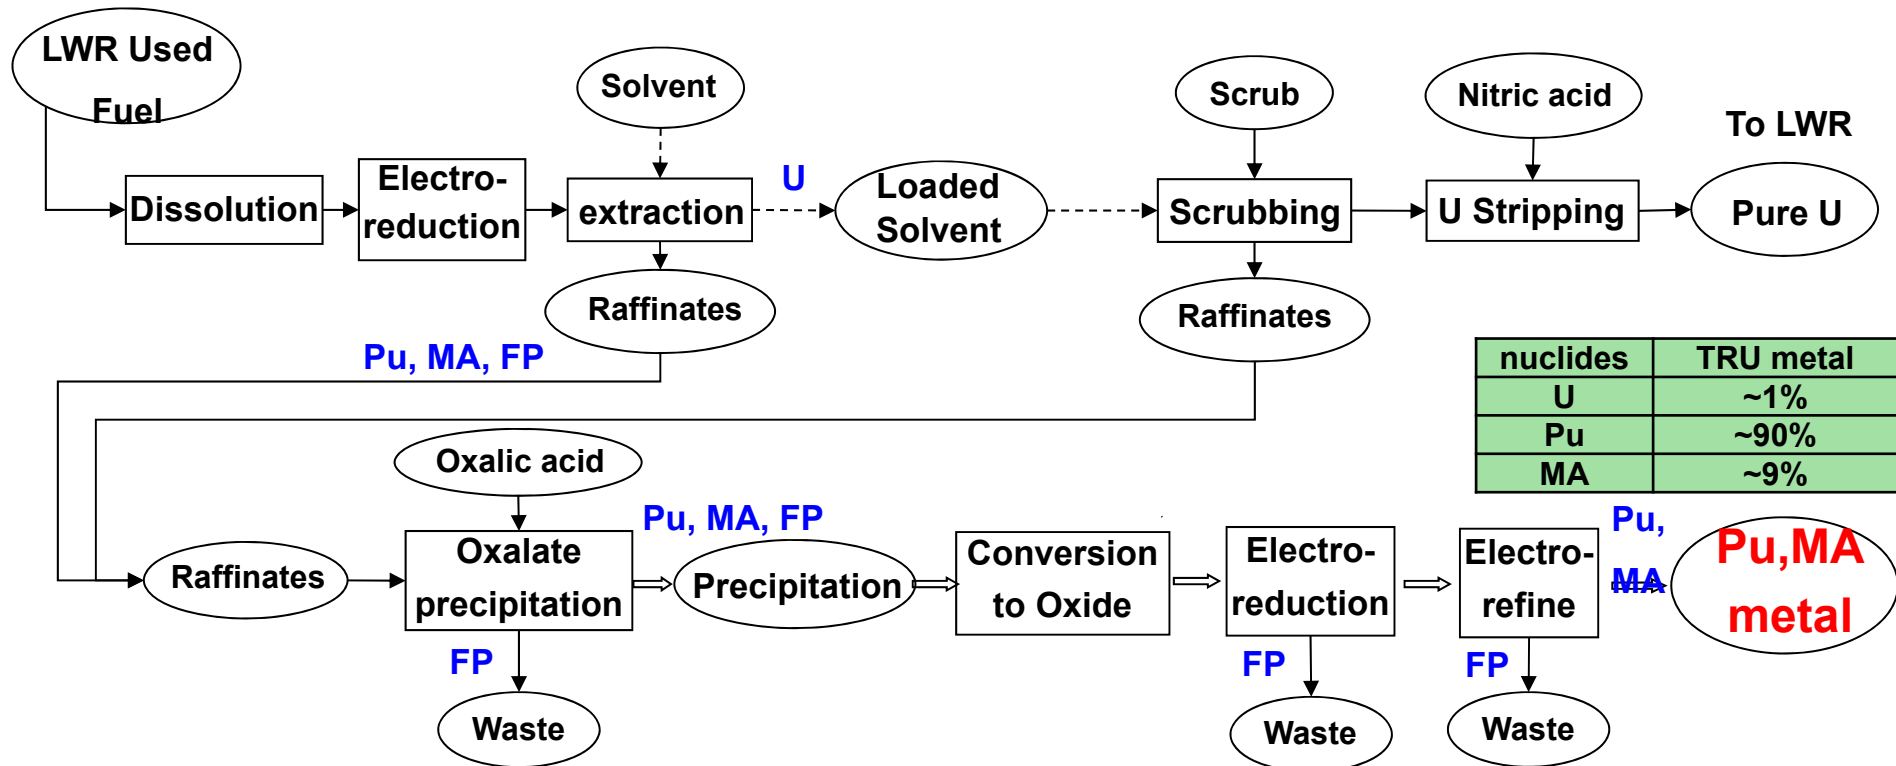 LWR Used
Fuel
Solvent
Scrub
Nitric acid
To LWR
Dissolution
Electro-
reduction
extraction
U
Loaded
Solvent
Scrubbing
U Stripping
Pure U
Raffinates
Raffinates
Pu, MA, FP
nuclides TRU metal
U ~1%
Pu ~90%
MA ~9%
Oxalic acid
Raffinates
Oxalate
precipitation
Pu, MA, FP
Precipitation
Conversion
to Oxide
Electro-
reduction
Electro-
refine
Pu,
MA
Pu,MA
metal
FP
FP
FP
Waste
Waste
Waste